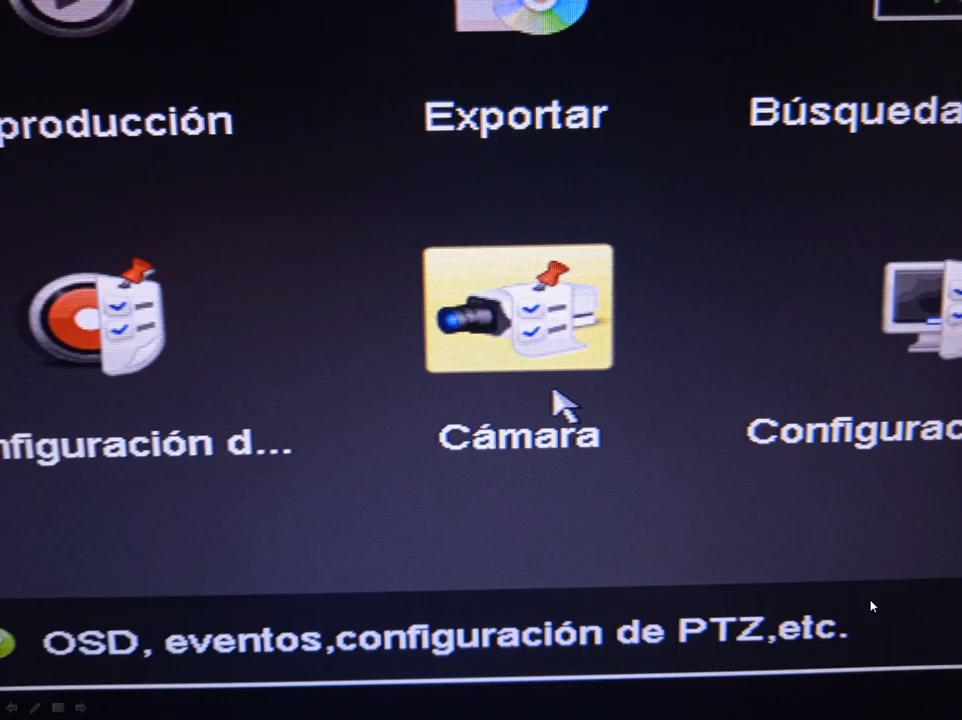 producción
Exportar
Búsqueda
nfiguración d...
Cámara
Configurac
OSD, eventos,configuración de PTZ,etc.